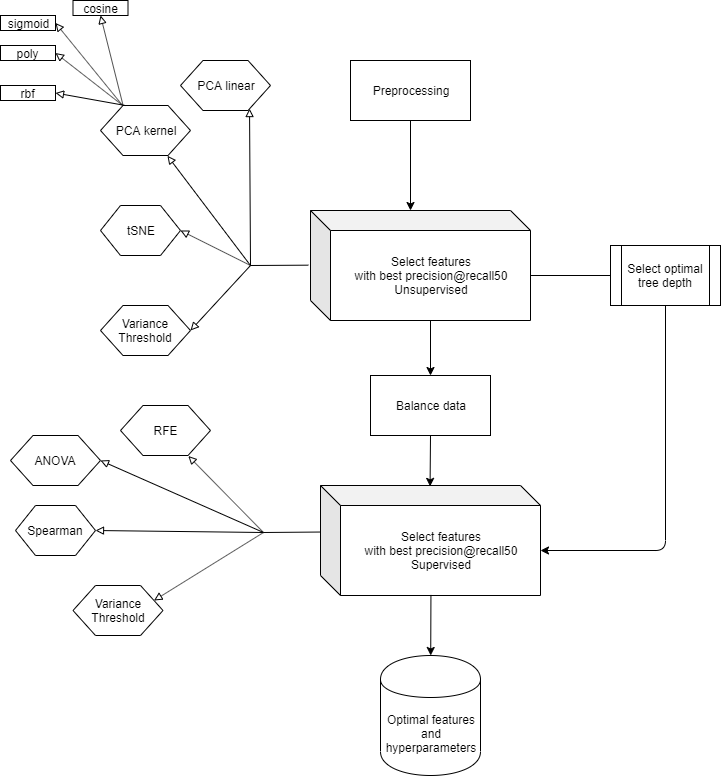 cosine
sigmoid
poly
rbf
PCA linear
Preprocessing
PCA kernel
tSNE
Select features
with best precision@recall50
Unsupervised
Select optimal
tree depth
Variance
Threshold
Balance data
RFE
ANOVA
Spearman
Select features
with best precision@recall50
Supervised
Variance
Threshold
Optimal features
and
hyperparameters